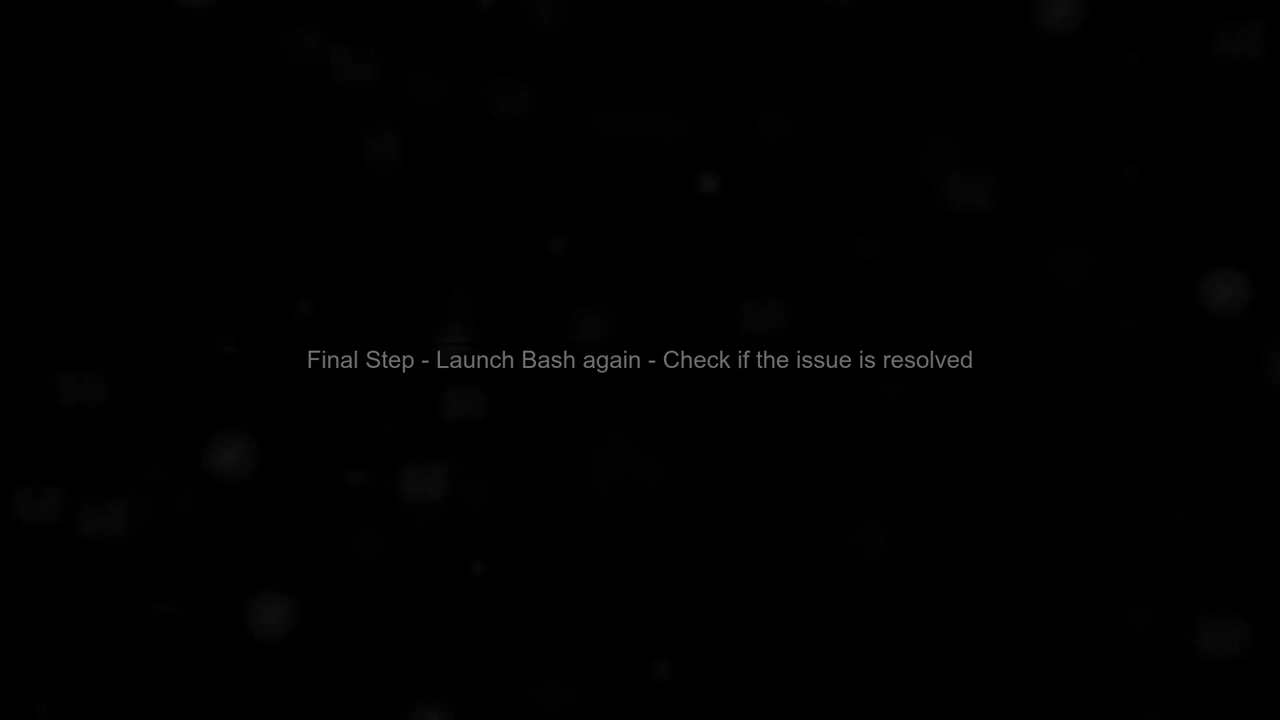 Final Step - Launch Bash again - Check if the issue is resolved